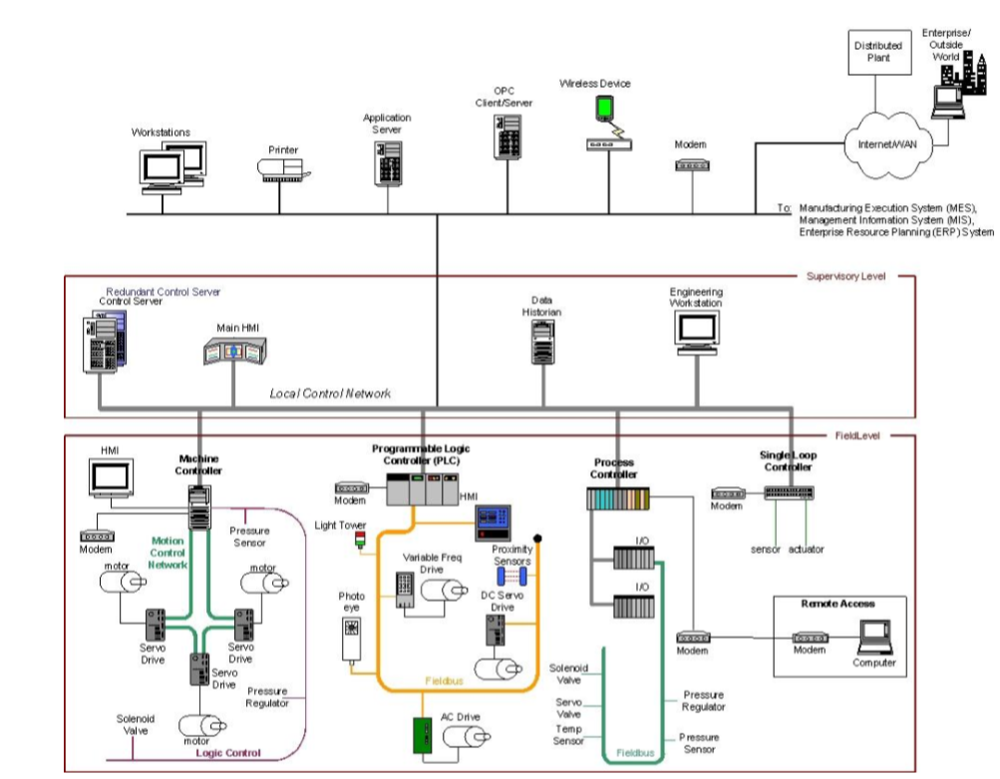 Enterprise/
Outside
World
Distributed
Plant
Wireless Device
OPC
Client/Server
Application
Server
Workstations
Printer
Modem
Internet/WAN
To: Manufacturing Execution System (MES),
Management Information System (MIS),
Enterprise Resource Planning (ERP) System
Supervisory Level
Redundant Control Server
Control Server
Main HMI
Data
Historian
Engineering
Workstation
Local Control Network
FieldLevel
HMI
Machine
Controller
Programmable Logic
Controller (PLC)
Process
Controller
Single Loop
Controller
Modem
HMI
Modem
Light Tower
Pressure
Sensor
Modem
Motion
Control
Network
motor
motor
Variable Freq
Drive
Proximity
Sensors
I/O
I/O
sensor
actuator
Photo
eye
DC Servo
Drive
Remote Access
Servo
Drive
Servo
Drive
Servo
Drive
Modem
Modem
Computer
Pressure
Regulator
Fieldbus
Solenoid
Valve
Servo
Valve
Temp
Sensor
Pressure
Regulator
Pressure
Sensor
Solenoid
Valve
motor
AC Drive
Logic Control
Fieldbus